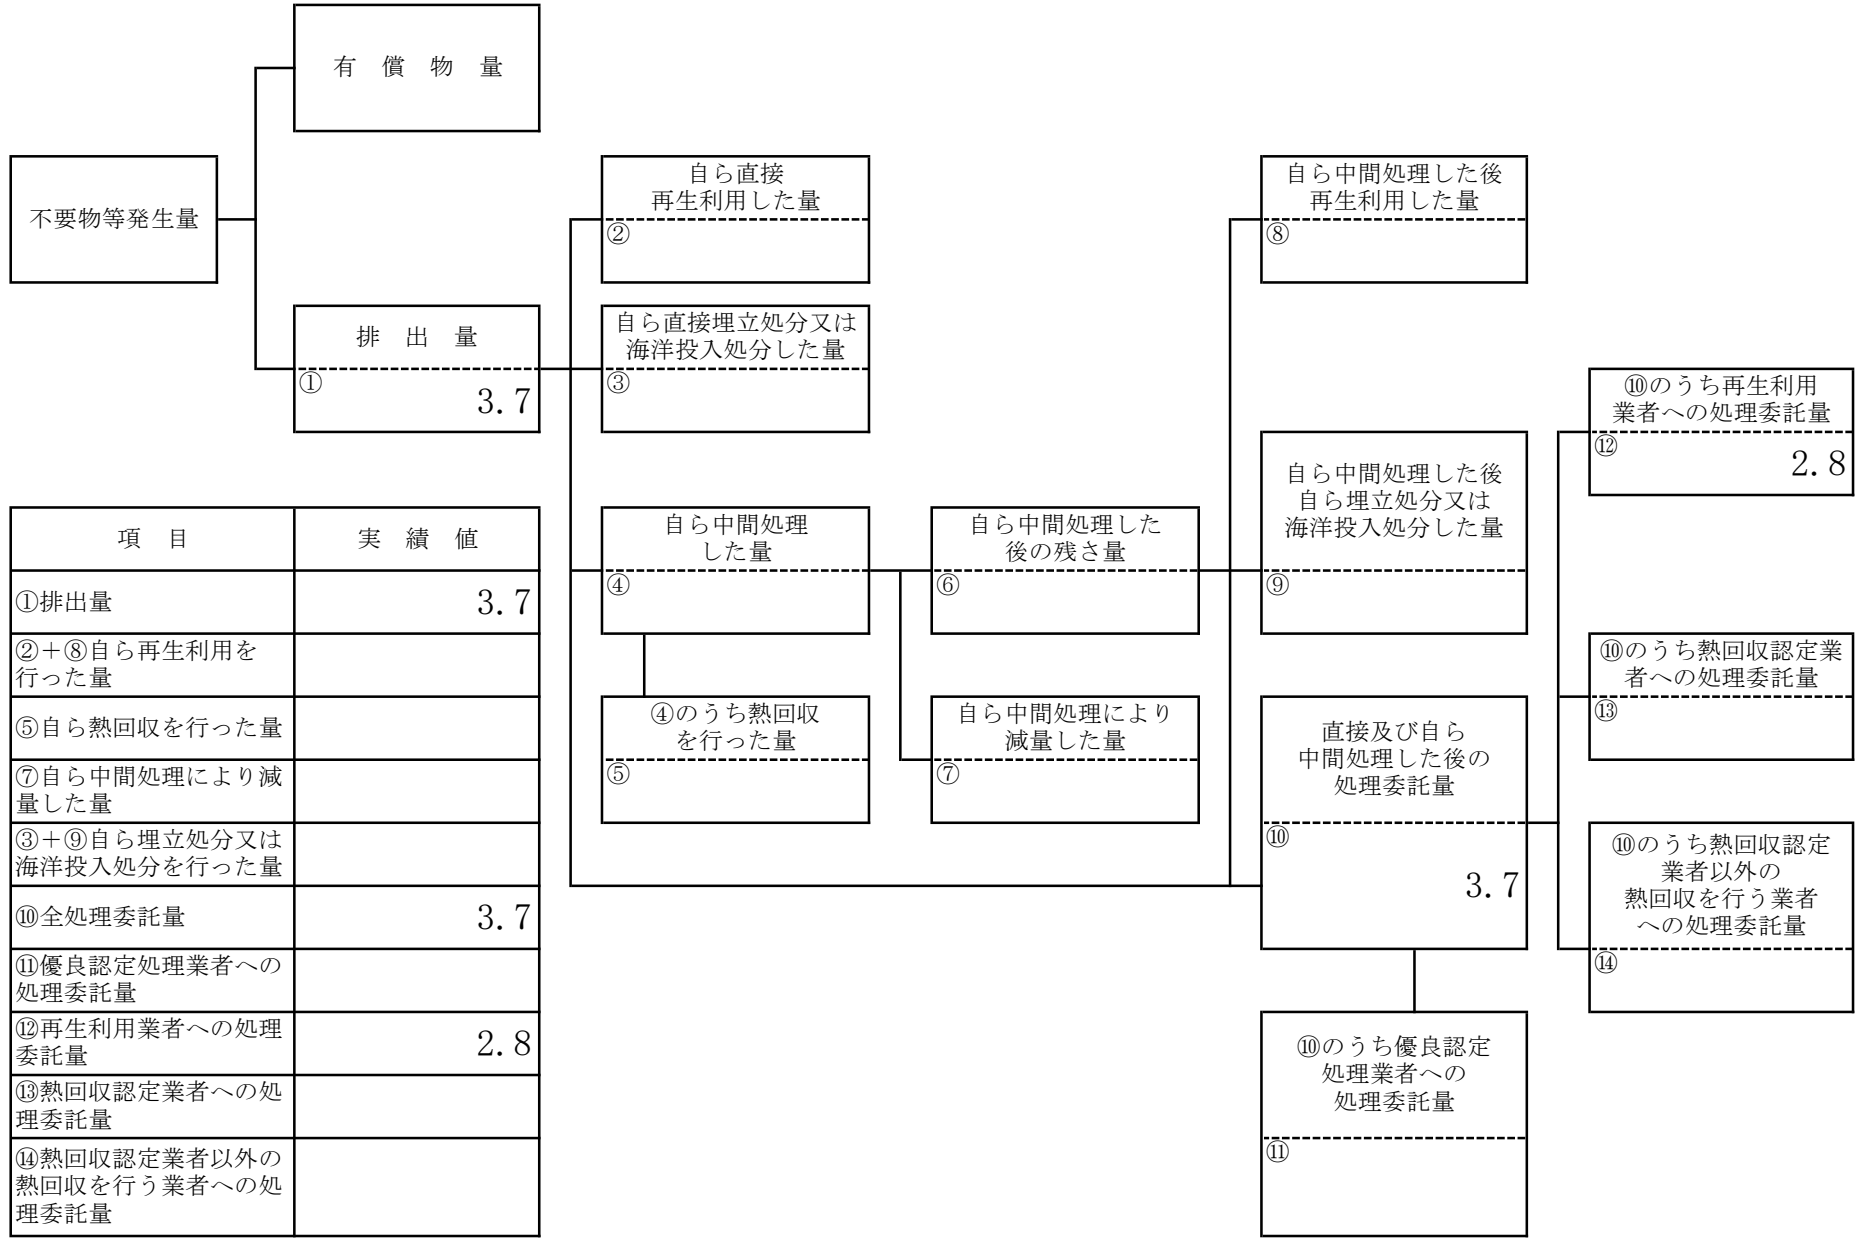 有 償 物 量
不要物等発生量
排 出 量
①
3.7
自ら直接
再生利用した量
②
自ら直接埋立処分又は
海洋投入処分した量
③
自ら中間処理
した量
④
④のうち熱回収
を行った量
⑤
自ら中間処理した
後の残さ量
⑥
自ら中間処理により
減量した量
⑦
自ら中間処理した後
再生利用した量
⑧
自ら中間処理した後
自ら埋立処分又は
海洋投入処分した量
⑨
直接及び自ら
中間処理した後の
処理委託量
⑩
3.7
⑩のうち優良認定
処理業者への
処理委託量
⑪
⑩のうち再生利用
業者への処理委託量
⑫
2.8
⑩のうち熱回収認定業
者への処理委託量
⑬
⑩のうち熱回収認定
業者以外の
熱回収を行う業者
への処理委託量
⑭
項 目 実 績 値
①排出量 3.7
②+⑧自ら再生利用を
行った量
⑤自ら熱回収を行った量
⑦自ら中間処理により減
量した量
③+⑨自ら埋立処分又は
海洋投入処分を行った量
⑩全処理委託量 3.7
⑪優良認定処理業者への
処理委託量
⑫再生利用業者への処理
委託量 2.8
⑬熱回収認定業者への処
理委託量
⑭熱回収認定業者以外の
熱回収を行う業者への処
理委託量